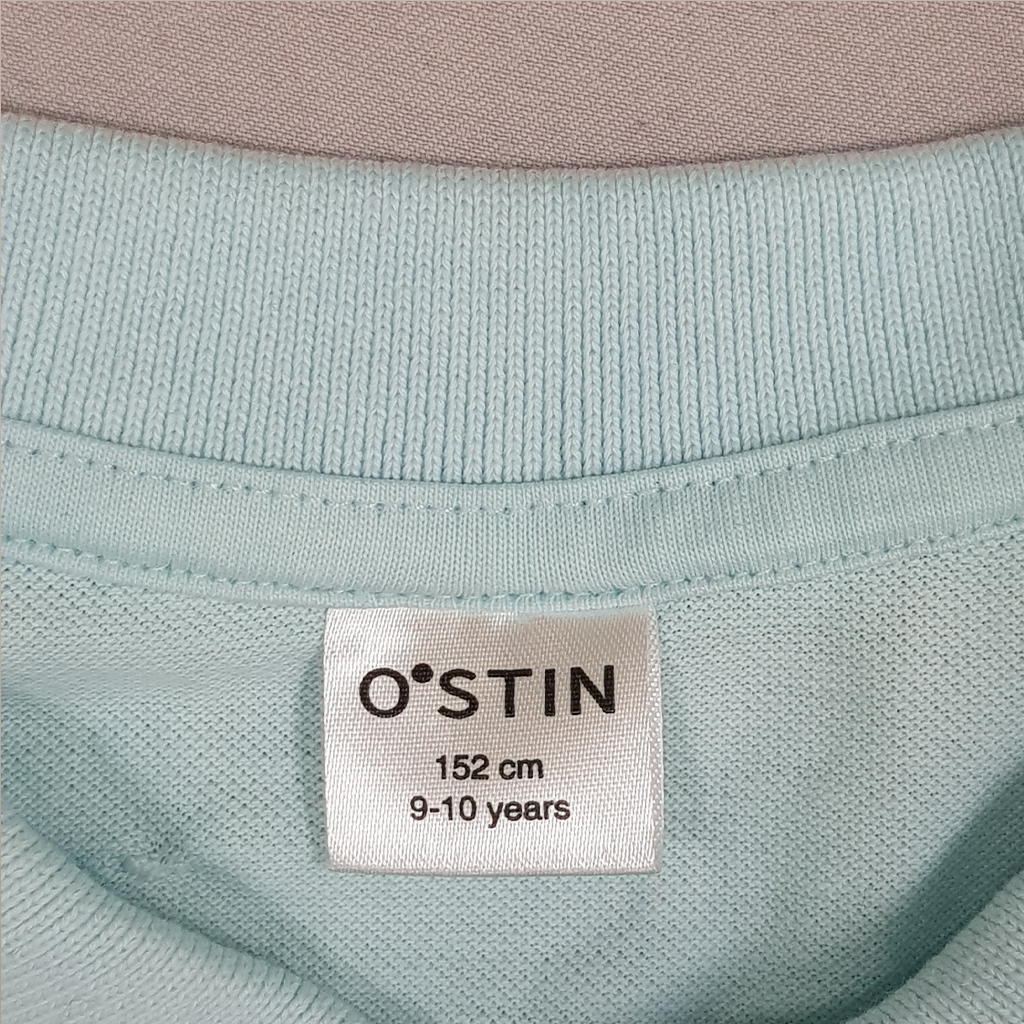 O'STIN
152 cm
9-10 years